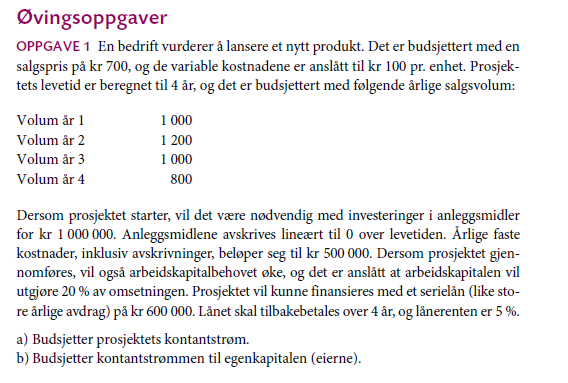 Øvingsoppgaver
OPPGAVE 1 En bedrift vurderer å lansere et nytt produkt. Det er budsjettert med en
salgspris på kr 700, og de variable kostnadene er anslått til kr 100 pr. enhet. Prosjek-
tets levetid er beregnet til 4 år, og det er budsjettert med følgende årlige salgsvolum:
Volum år 1 1 000
Volum år 2 1 200
Volum år 3 1 000
Volum år 4 800
Dersom prosjektet starter, vil det være nødvendig med investeringer i anleggsmidler
for kr 1 000 000. Anleggsmidlene avskrives lineært til 0 over levetiden. Årlige faste
kostnader, inklusiv avskrivninger, beløper seg til kr 500 000. Dersom prosjektet gjen-
nomføres, vil også arbeidskapitalbehovet øke, og det er anslått at arbeidskapitalen vil
utgjøre 20 % av omsetningen. Prosjektet vil kunne finansieres med et serielån (like sto-
re årlige avdrag) på kr 600 000. Lånet skal tilbakebetales over 4 år, og lånerenten er 5 %.
a) Budsjetter prosjektets kontantstrøm.
b) Budsjetter kontantstrømmen til egenkapitalen (eierne).